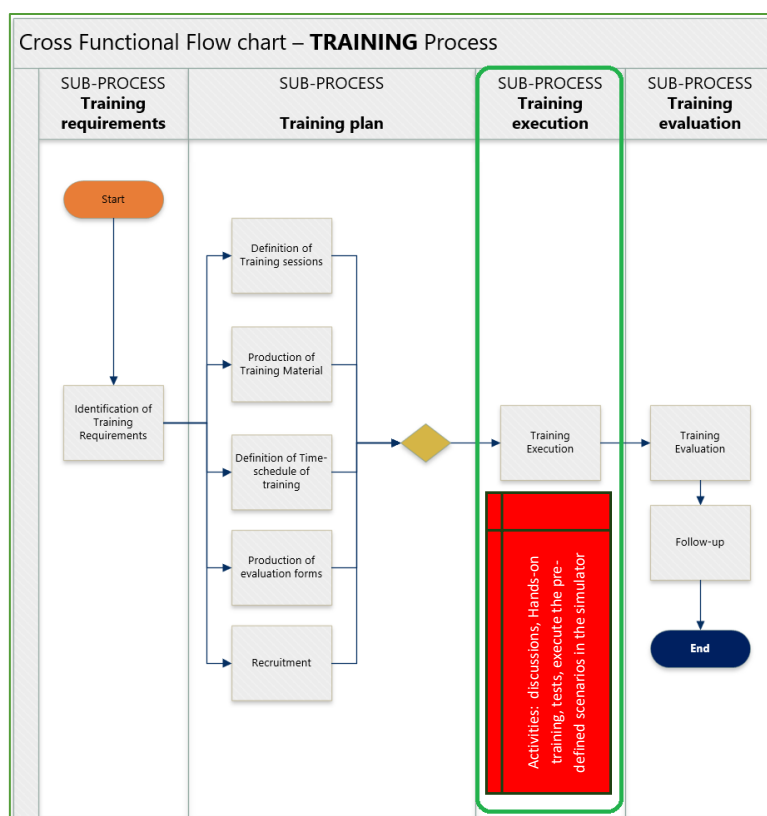 Cross Functional Flow chart – TRAINING Process
SUB-PROCESS
Training
requirements
SUB-PROCESS
Training plan
SUB-PROCESS
Training
execution
SUB-PROCESS
Training
evaluation
Start
Identification of
Training
Requirements
Definition of
Training sessions
Production of
Training Material
Definition of Time-
schedule of
training
Production of
evaluation forms
Recruitment
Training
Execution
Activities: discussions, Hands-on
training, tests, execute the pre-
defined scenarios in the simulator
Training
Evaluation
Follow-up
End